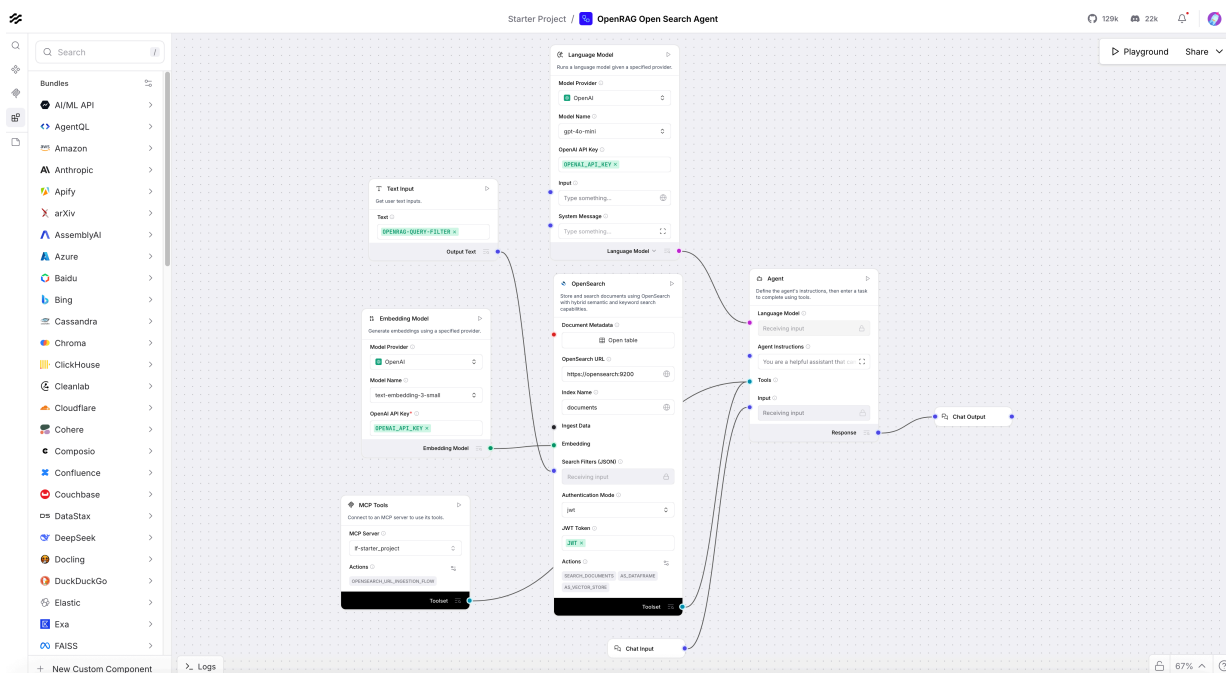 Starter Project / OpenRAG Open Search Agent
129k
22k
Search /
Playground
Share
Bundles
AI/ML API
AgentQL
Amazon
Anthropic
Apify
arXiv
AssemblyAI
Azure
Baidu
Bing
Cassandra
Chroma
ClickHouse
Cleanlab
Cloudflare
Cohere
Composio
Confluence
Couchbase
DataStax
DeepSeek
Docling
DuckDuckGo
Elastic
Exa
FAISS
+ New Custom Component
>_ Logs
67%
Language Model
Runs a language model given a specified provider.
Model Provider
OpenAI
Model Name
gpt-4o-mini
OpenAI API Key
OPENAI_API_KEY ×
Input
Type something...
System Message
Type something...
Language Model
Text Input
Get user text inputs.
Text
OPENRAG-QUERY-FILTER ×
Output Text
Embedding Model
Generate embeddings using a specified provider.
Model Provider
OpenAI
Model Name
text-embedding-3-small
OpenAI API Key*
OPENAI_API_KEY ×
Embedding Model
MCP Tools
Connect to an MCP server to use its tools.
MCP Server
lf-starter_project
Actions
OPENSEARCH_URL_INGESTION_FLOW
Toolset
OpenSearch
Store and search documents using OpenSearch
with hybrid semantic and keyword search
capabilities.
Document Metadata
Open table
OpenSearch URL
https://opensearch:9200
Index Name
documents
Ingest Data
Embedding
Search Filters (JSON)
Receiving input
Authentication Mode
jwt
JWT Token
JWT ×
Actions
SEARCH_DOCUMENTS AS_DATAFRAME
AS_VECTOR_STORE
Toolset
Chat Input
Agent
Define the agent's instructions, then enter a task
to complete using tools.
Language Model
Receiving input
Agent Instructions
You are a helpful assistant that
Tools
Input
Receiving input
Response
Chat Output